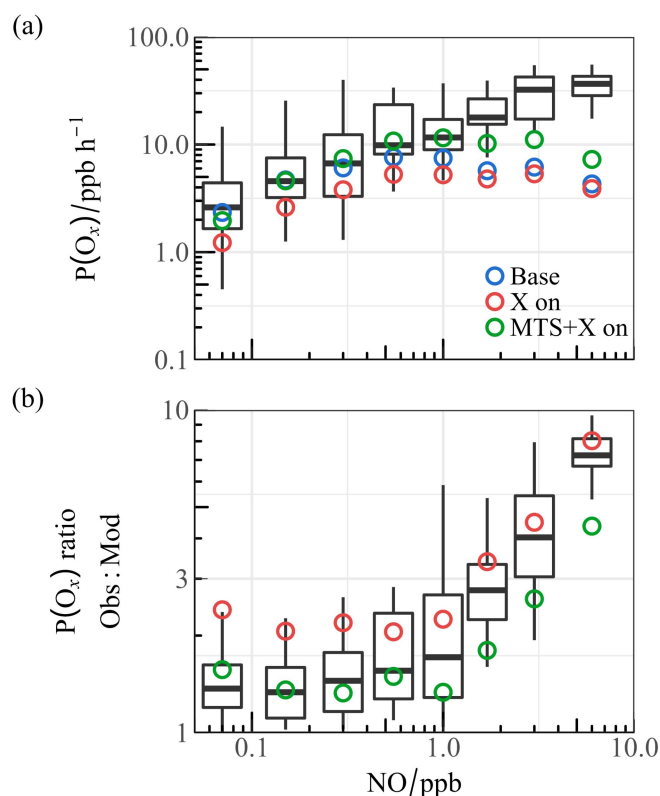 (a)
100.0
10.0
1.0
0.1
P(Oₓ)/ppb h⁻¹
Base
X on
MTS+X on
(b)
10
3
1
P(Oₓ) ratio
Obs : Mod
0.1
1.0
10.0
NO/ppb